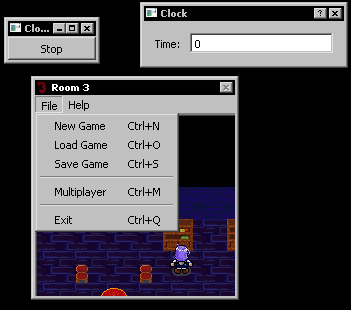 Clo...
Stop
Clock
Time: 0
Room 3
File Help
New Game Ctrl+N
Load Game Ctrl+O
Save Game Ctrl+S
Multiplayer Ctrl+M
Exit Ctrl+Q